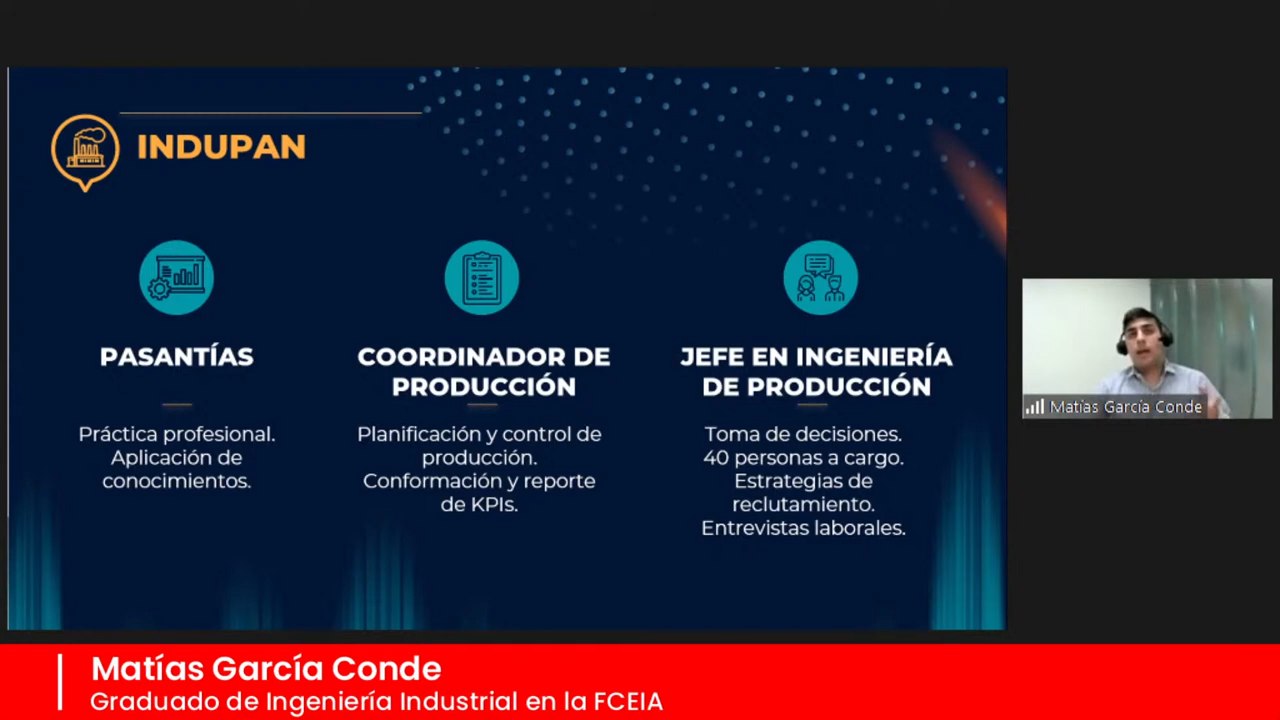 INDUPAN
PASANTÍAS
Práctica profesional.
Aplicación de
conocimientos.
COORDINADOR DE
PRODUCCIÓN
Planificación y control de
producción.
Conformación y reporte
de KPIs.
JEFE EN INGENIERÍA
DE PRODUCCIÓN
Toma de decisiones.
40 personas a cargo.
Estrategias de
reclutamiento.
Entrevistas laborales.
Matías García Conde
Matías García Conde
Graduado de Ingeniería Industrial en la FCEIA